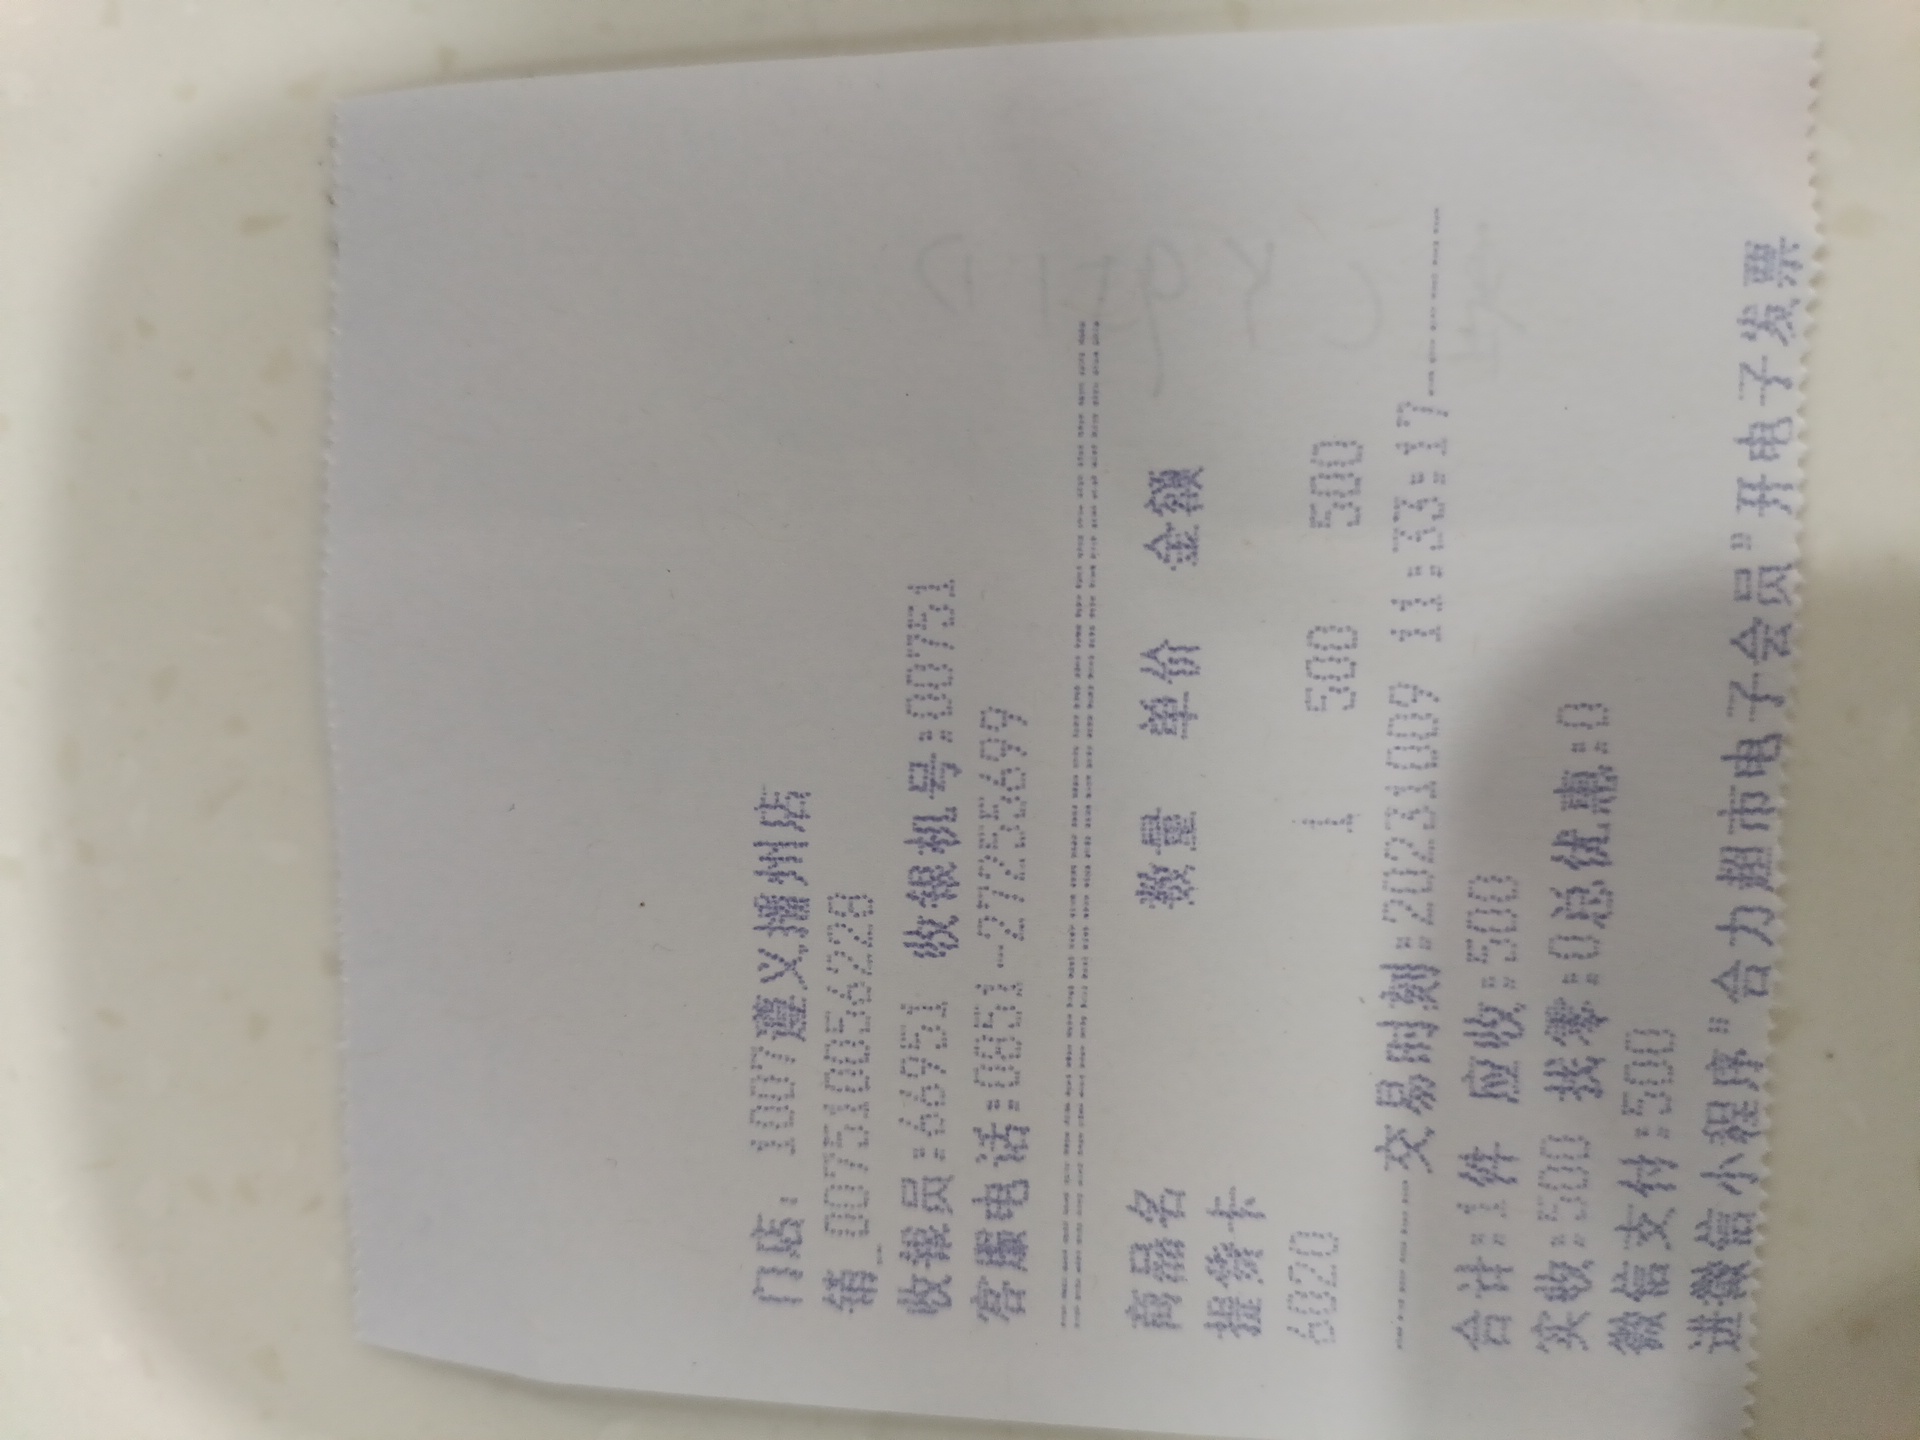 门店: 1007遵义播州店
销_007510056228
收银员:66951 收银机号:00751
客服电话:0851-27255699
========================================
商品名 数量 单价 金额
提货卡
6020 1 500 500
--------交易时刻:20231009 11:33:17--------
合计:1件 应收:500
实收:500 找零:0总优惠:0
微信支付:500
进微信小程序"合力超市电子会员"开电子发票